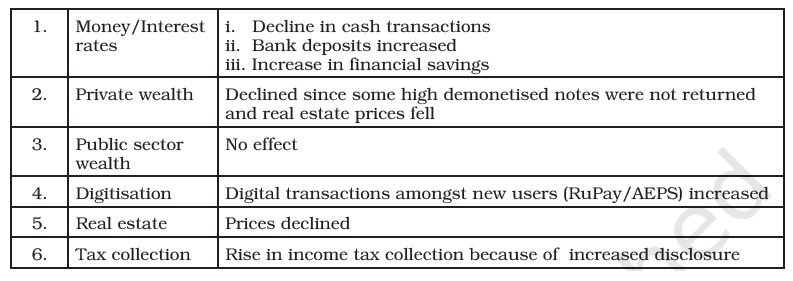 1. Money/Interest rates i. Decline in cash transactions
ii. Bank deposits increased
iii. Increase in financial savings
2. Private wealth Declined since some high demonetised notes were not returned
and real estate prices fell
3. Public sector wealth No effect
4. Digitisation Digital transactions amongst new users (RuPay/AEPS) increased
5. Real estate Prices declined
6. Tax collection Rise in income tax collection because of increased disclosure